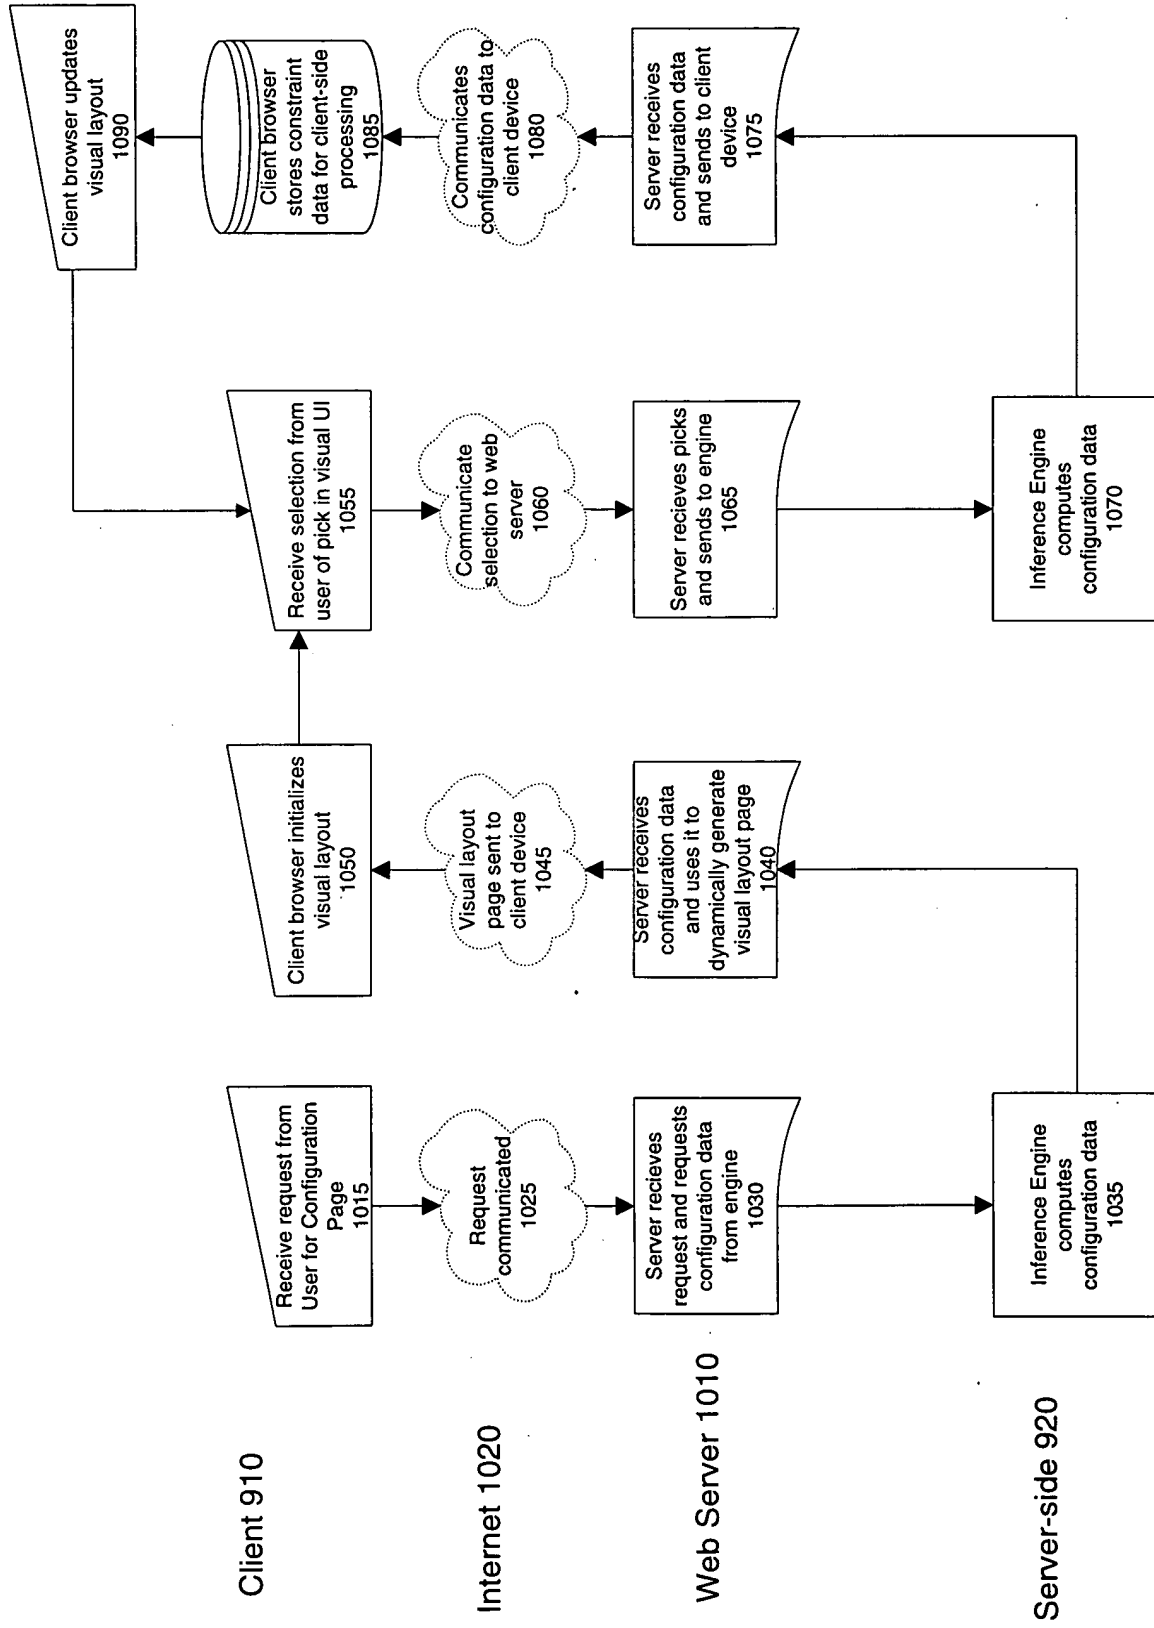 Client 910
Receive request from
User for Configuration
Page
1015
Client browser initializes
visual layout
1050
Receive selection from
user of pick in visual UI
1055
Client browser updates
visual layout
1090
Client browser
stores constraint
data for client-side
processing
1085
Internet 1020
Request
communicated
1025
Visual layout
page sent to
client device
1045
Communicate
selection to web
server
1060
Communicates
configuration data to
client device
1080
Web Server 1010
Server recieves
request and requests
configuration data
from engine
1030
Server receives
configuration data
and uses it to
dynamically generate
visual layout page
1040
Server recieves picks
and sends to engine
1065
Server receives
configuration data
and sends to client
device
1075
Server-side 920
Inference Engine
computes
configuration data
1035
Inference Engine
computes
configuration data
1070